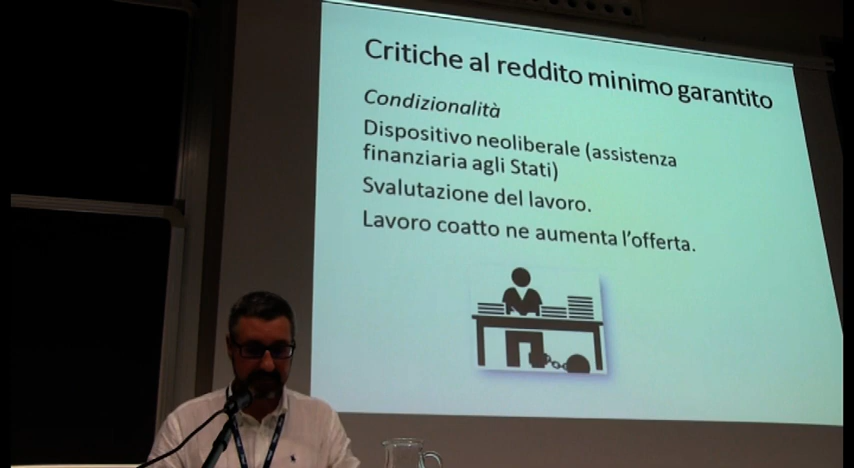 Critiche al reddito minimo garantito
Condizionalità
Dispositivo neoliberale (assistenza
finanziaria agli Stati)
Svalutazione del lavoro.
Lavoro coatto ne aumenta l'offerta.